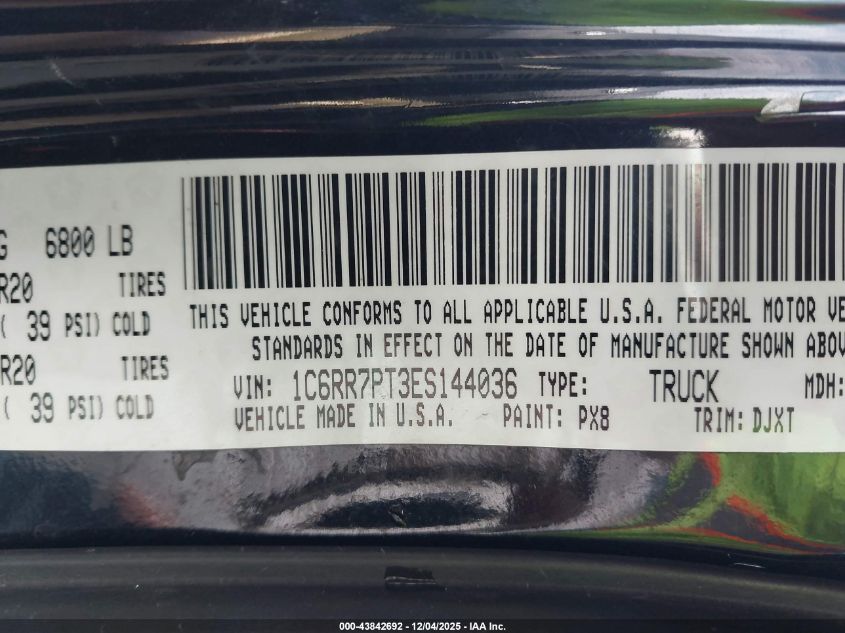 G 6800 LB
R20 TIRES
( 39 PSI) COLD
R20 TIRES
( 39 PSI) COLD
THIS VEHICLE CONFORMS TO ALL APPLICABLE U.S.A. FEDERAL MOTOR VE
STANDARDS IN EFFECT ON THE DATE OF MANUFACTURE SHOWN ABOV
VIN: 1C6RR7PT3ES144036 TYPE: TRUCK MDH:
VEHICLE MADE IN U.S.A. PAINT: PX8 TRIM: DJXT
000-43842692 - 12/04/2025 - IAA Inc.